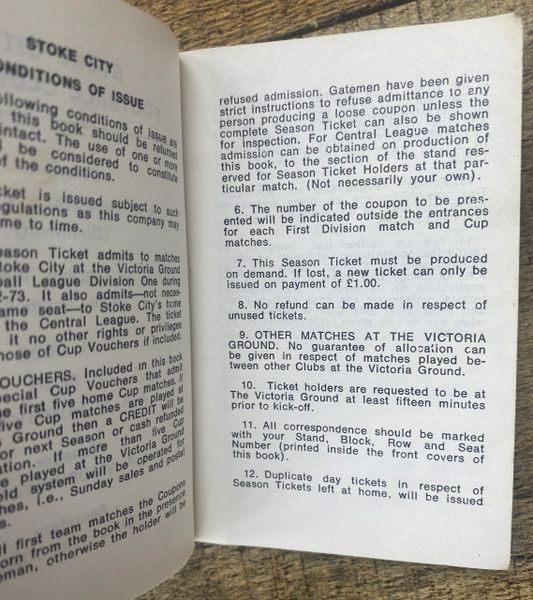 STOKE CITY
CONDITIONS OF ISSUE
following conditions of issue are
this book should be returned
intact. The use of one or more
be considered to constitute
of the conditions.
ticket is issued subject to such
regulations as this company may
time to time.
Season Ticket admits to matches
Stoke City at the Victoria Ground
League Division One during
2-73. It also admits—not neces-
same seat—to Stoke City's home
the Central League. The ticket
it no other rights or privileges
those of Cup Vouchers if included.
VOUCHERS. Included in this book
Special Cup Vouchers that admit
the first five home Cup matches. If
five Cup matches are played at
Ground then a CREDIT will be
for next Season or cash refunded
If more than five Cup
played at the Victoria Ground
old system will be operated for
i.e., Sunday sales and postal
first team matches the Coupons
torn from the book in the presence
otherwise the holder will be
refused admission. Gatemen have been given
strict instructions to refuse admittance to any
person producing a loose coupon unless the
complete Season Ticket can also be shown
for inspection. For Central League matches
admission can be obtained on production of
this book, to the section of the stand res-
erved for Season Ticket Holders at that par-
ticular match. (Not necessarily your own).
6. The number of the coupon to be pres-
ented will be indicated outside the entrances
for each First Division match and Cup
matches.
7. This Season Ticket must be produced
on demand. If lost, a new ticket can only be
issued on payment of £1.00.
8. No refund can be made in respect of
unused tickets.
9. OTHER MATCHES AT THE VICTORIA
GROUND. No guarantee of allocation can
be given in respect of matches played be-
tween other Clubs at the Victoria Ground.
10. Ticket holders are requested to be at
The Victoria Ground at least fifteen minutes
prior to kick-off.
11. All correspondence should be marked
with your Stand, Block, Row and Seat
Number (printed inside the front covers of
this book).
12. Duplicate day tickets in respect of
Season Tickets left at home, will be issued